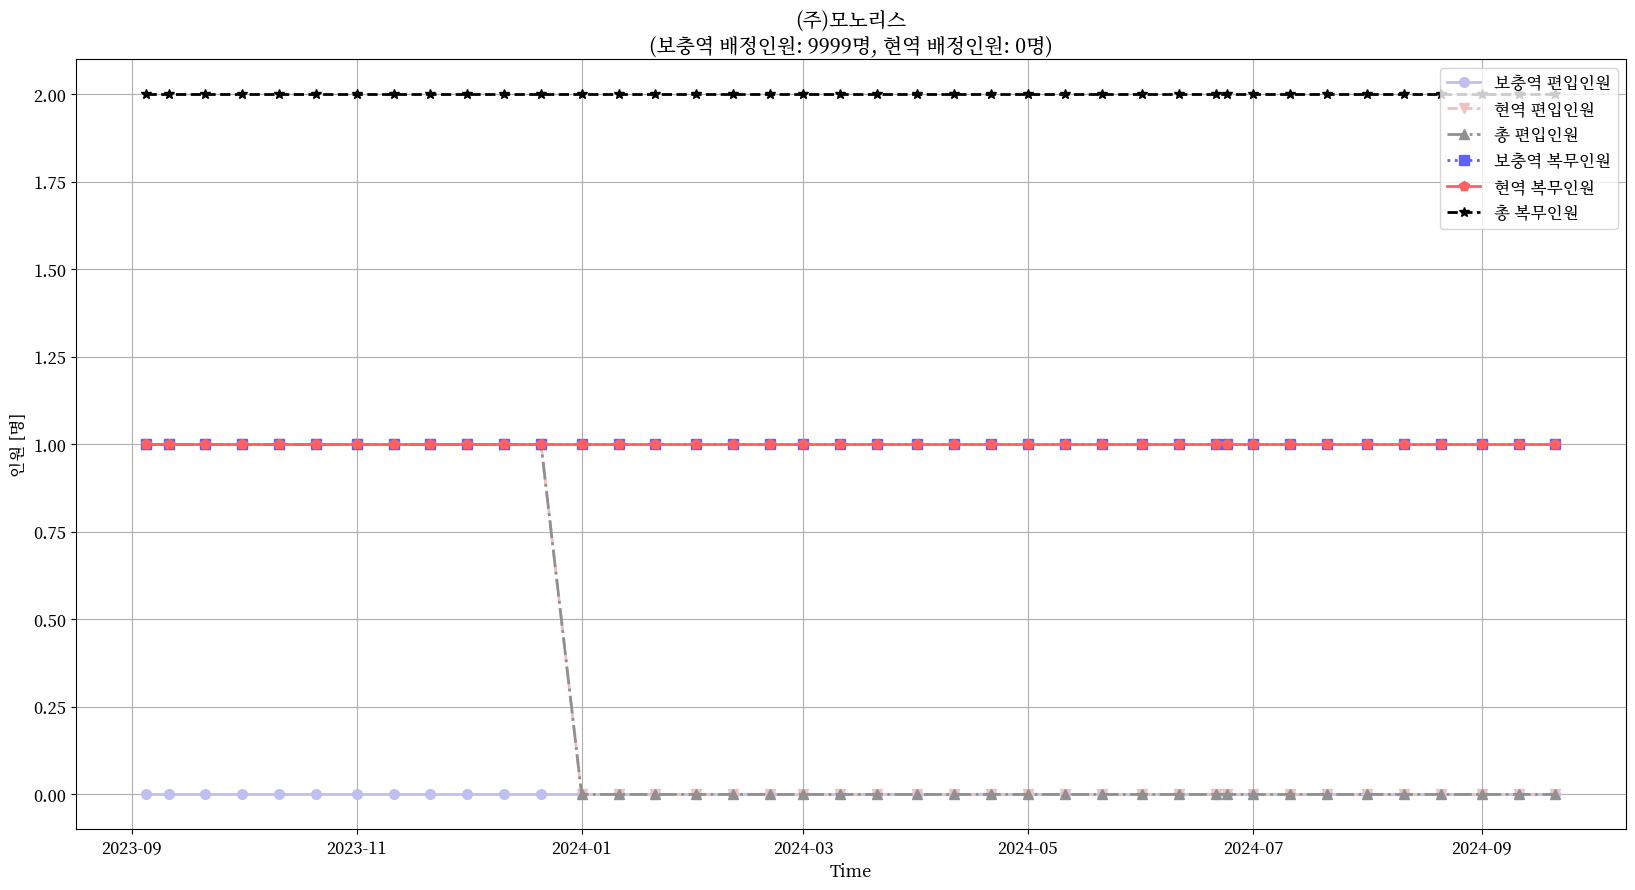 (주)모노리스
(보충역 배정인원: 9999명, 현역 배정인원: 0명)
보충역 편입인원
현역 편입인원
총 편입인원
보충역 복무인원
현역 복무인원
총 복무인원
인원 [명]
2.00
1.75
1.50
1.25
1.00
0.75
0.50
0.25
0.00
2023-09
2023-11
2024-01
2024-03
2024-05
2024-07
2024-09
Time